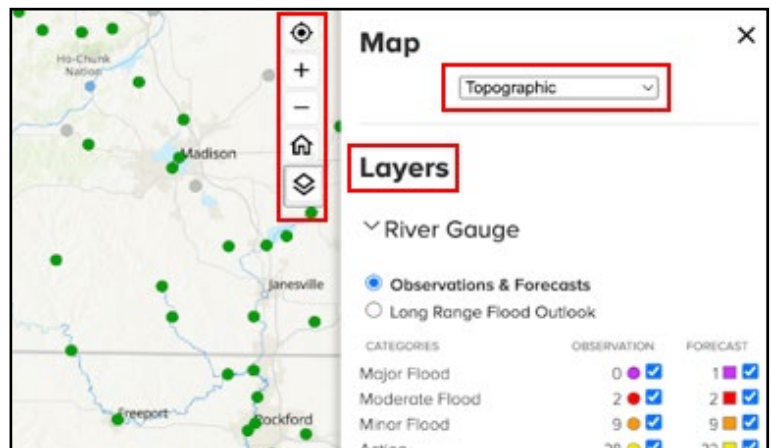 Ho-Chunk
Nation
Madison
Janesville
Freeport
Rockford
+
−
Map
×
Topographic
Layers
River Gauge
Observations & Forecasts
Long Range Flood Outlook
CATEGORIES OBSERVATION FORECAST
Major Flood 0 1
Moderate Flood 2 2
Minor Flood 9 9